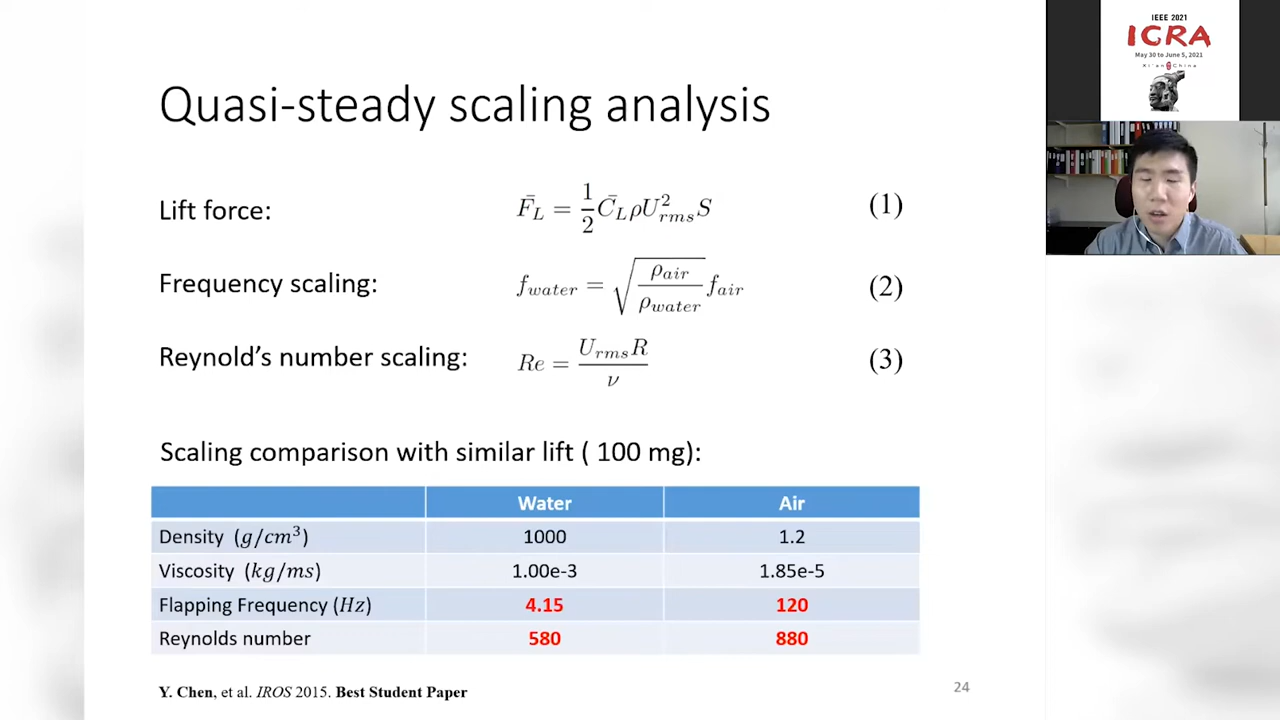 Quasi-steady scaling analysis
Lift force: F̄_L = 1/2 C̄_L ρU²_rms S (1)
Frequency scaling: f_water = √(ρ_air/ρ_water) f_air (2)
Reynold's number scaling: Re = U_rms R/ν (3)
Scaling comparison with similar lift ( 100 mg):
Water Air
Density (g/cm³) 1000 1.2
Viscosity (kg/ms) 1.00e-3 1.85e-5
Flapping Frequency (Hz) 4.15 120
Reynolds number 580 880
Y. Chen, et al. IROS 2015. Best Student Paper
24
IEEE 2021
ICRA
May 30 to June 5, 2021
Xi'an China